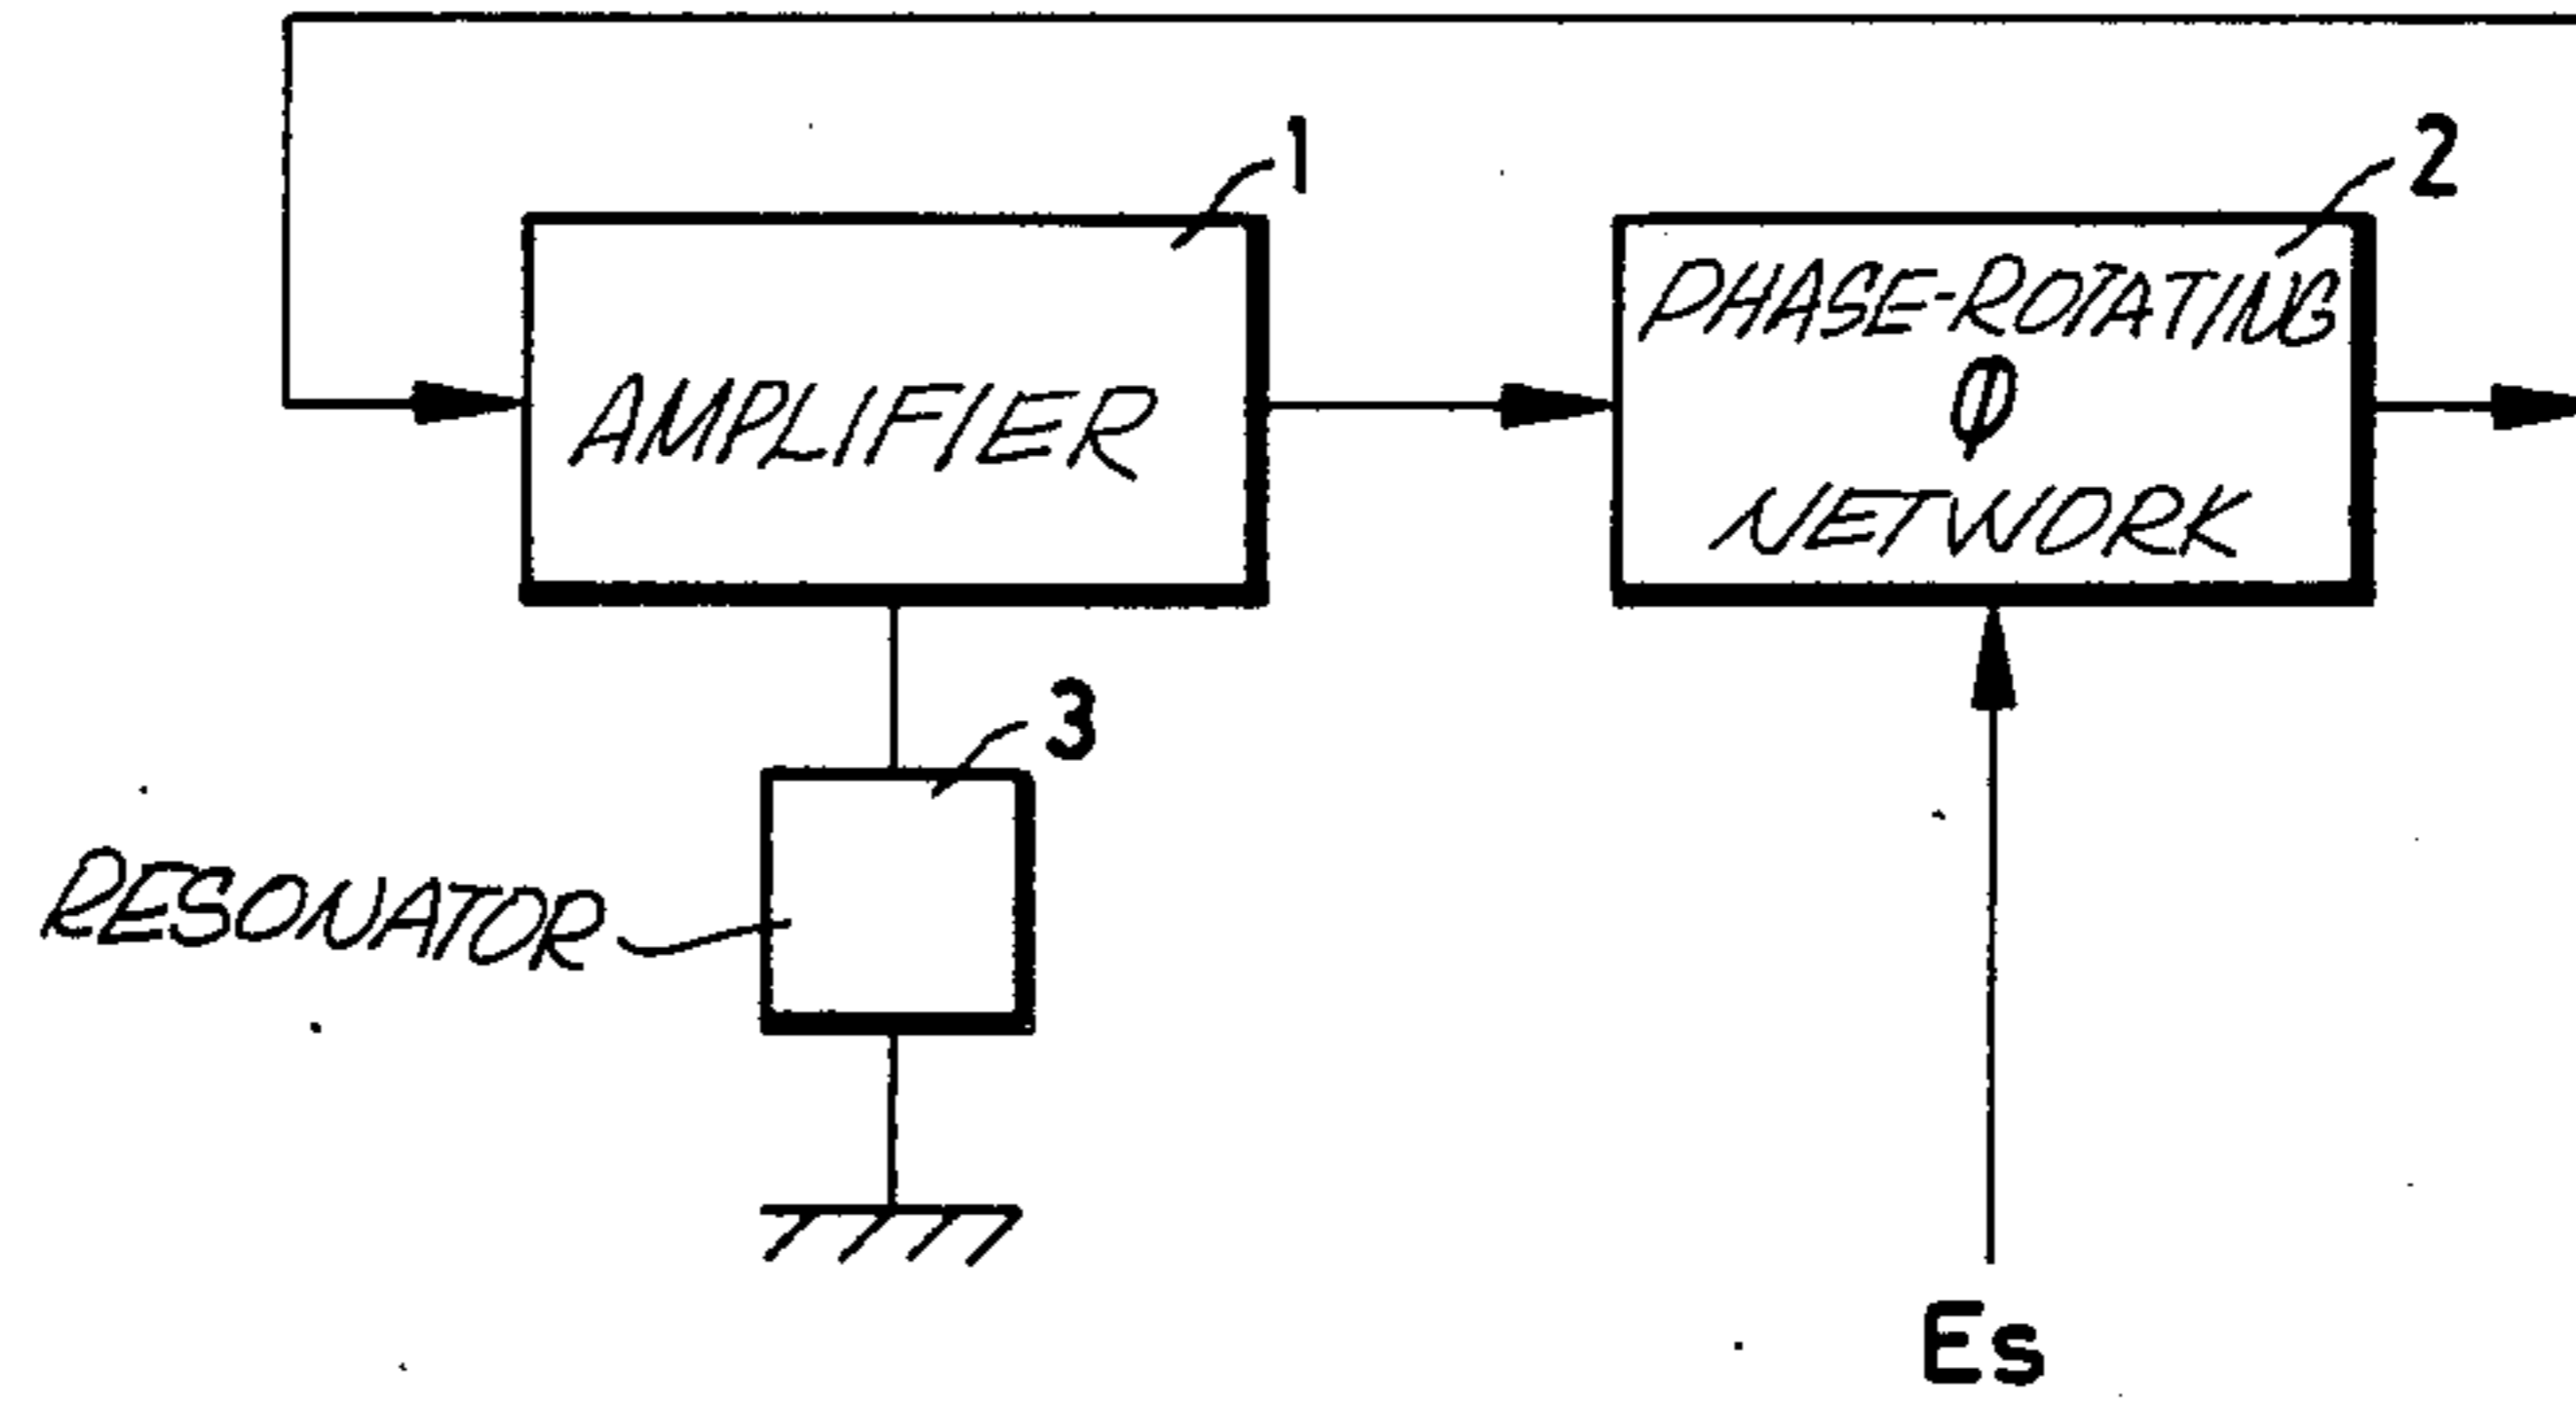 1
2
AMPLIFIER
PHASE-ROTATING
Φ
NETWORK
3
RESONATOR
Es